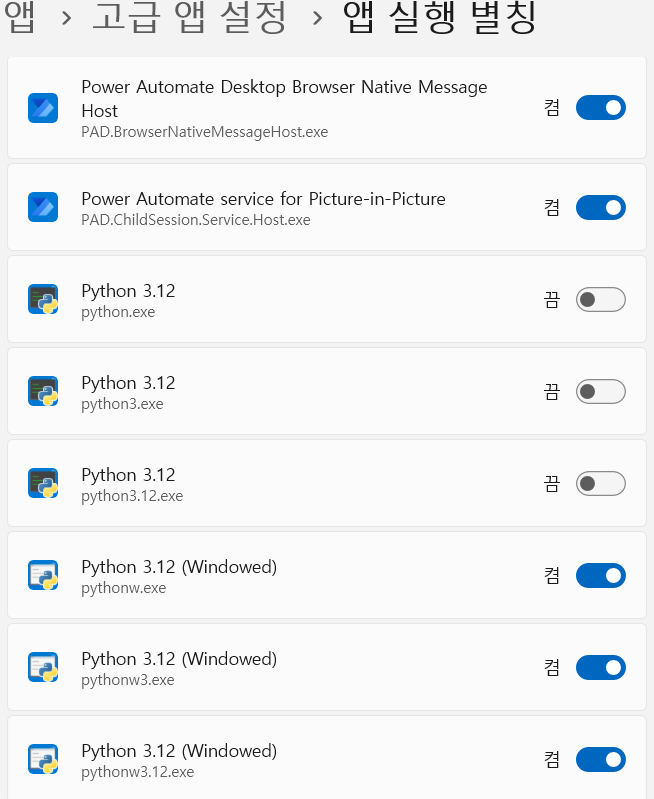 앱 > 고급 앱 설정 > 앱 실행 별칭
Power Automate Desktop Browser Native Message
Host
PAD.BrowserNativeMessageHost.exe
켬
Power Automate service for Picture-in-Picture
PAD.ChildSession.Service.Host.exe
켬
Python 3.12
python.exe
끔
Python 3.12
python3.exe
끔
Python 3.12
python3.12.exe
끔
Python 3.12 (Windowed)
pythonw.exe
켬
Python 3.12 (Windowed)
pythonw3.exe
켬
Python 3.12 (Windowed)
pythonw3.12.exe
켬